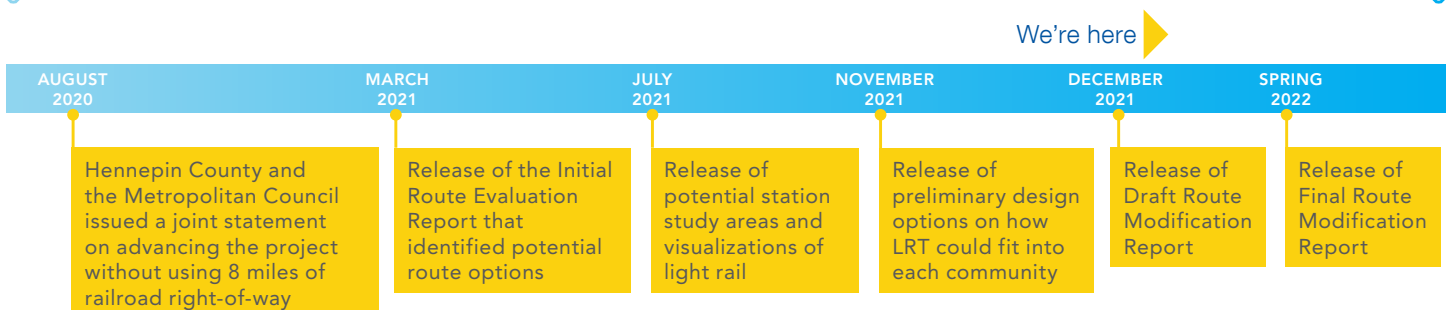 We're here
AUGUST
2020
MARCH
2021
JULY
2021
NOVEMBER
2021
DECEMBER
2021
SPRING
2022
Hennepin County and
the Metropolitan Council
issued a joint statement
on advancing the project
without using 8 miles of
railroad right-of-way
Release of the Initial
Route Evaluation
Report that
identified potential
route options
Release of
potential station
study areas and
visualizations of
light rail
Release of
preliminary design
options on how
LRT could fit into
each community
Release of
Draft Route
Modification
Report
Release of
Final Route
Modification
Report